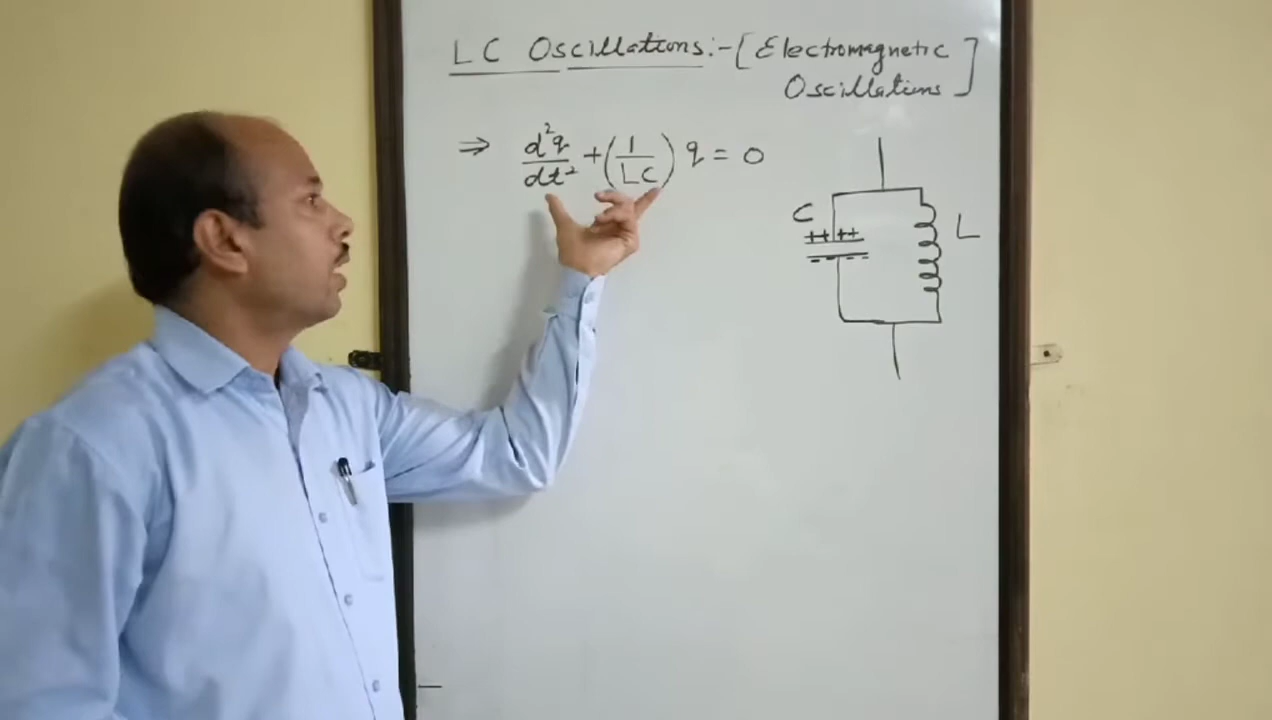 LC Oscillations:-[Electromagnetic
Oscillations]
⇒ d²q/dt² + (1/LC) q = 0
C
++ ++
- - - -
L